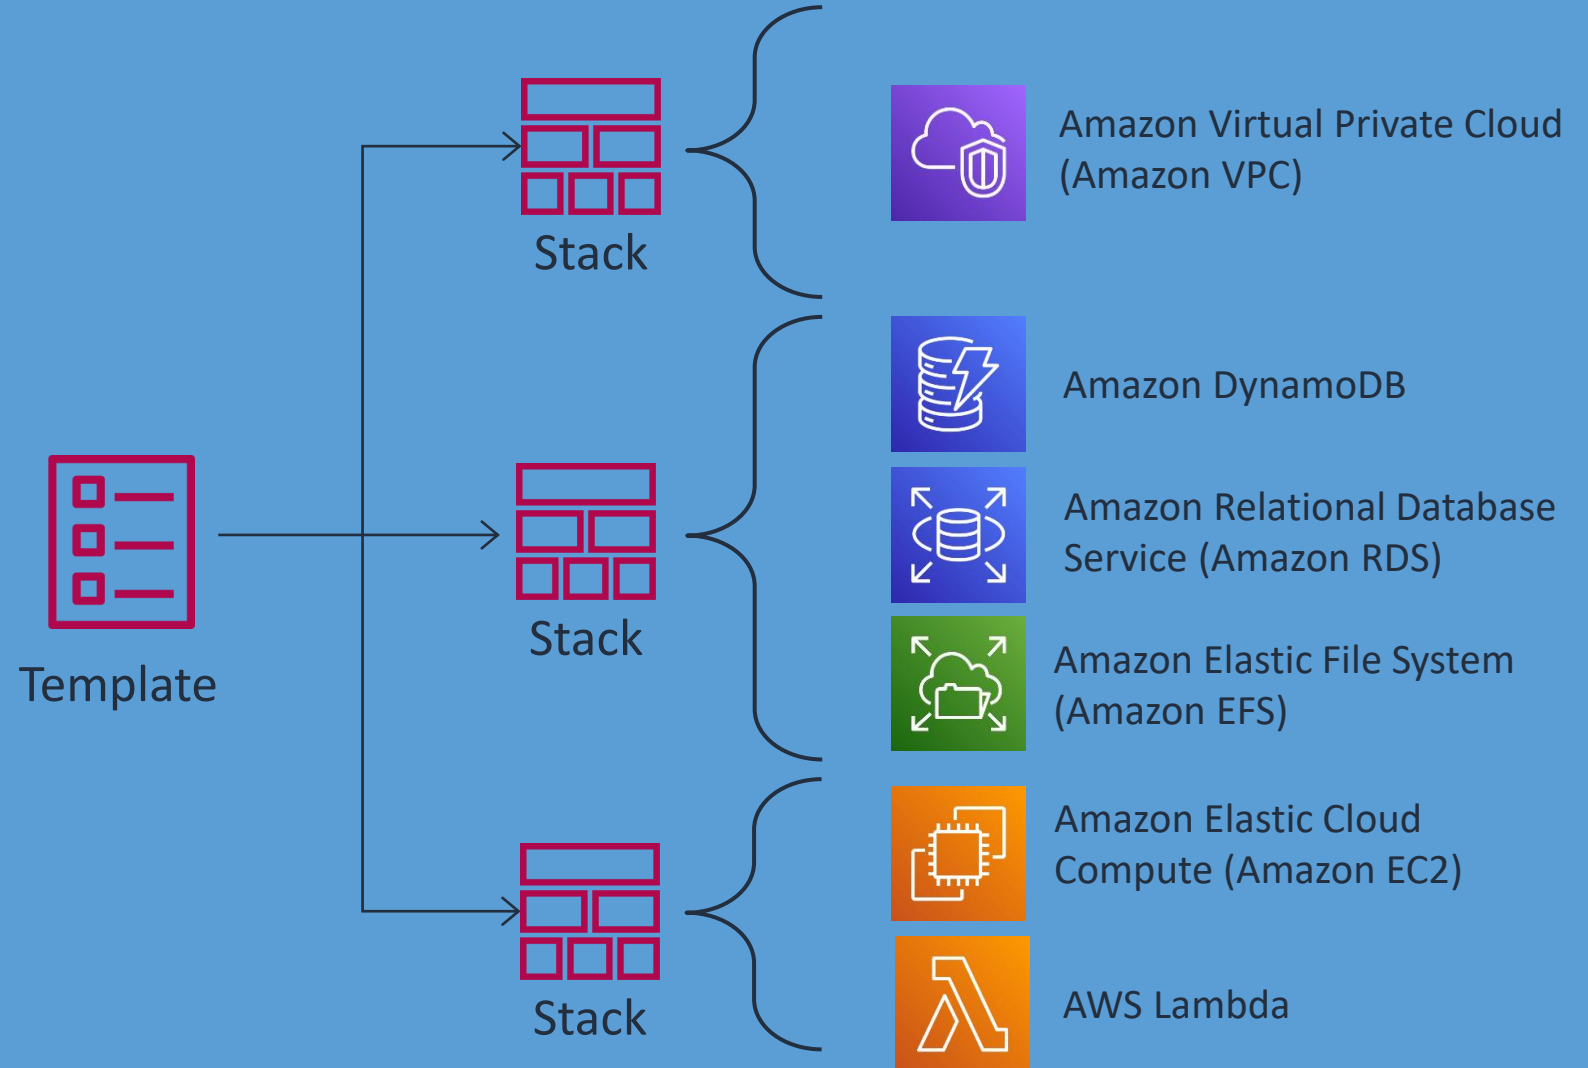 Template
Stack
Amazon Virtual Private Cloud
(Amazon VPC)
Stack
Amazon DynamoDB
Amazon Relational Database
Service (Amazon RDS)
Amazon Elastic File System
(Amazon EFS)
Stack
Amazon Elastic Cloud
Compute (Amazon EC2)
AWS Lambda